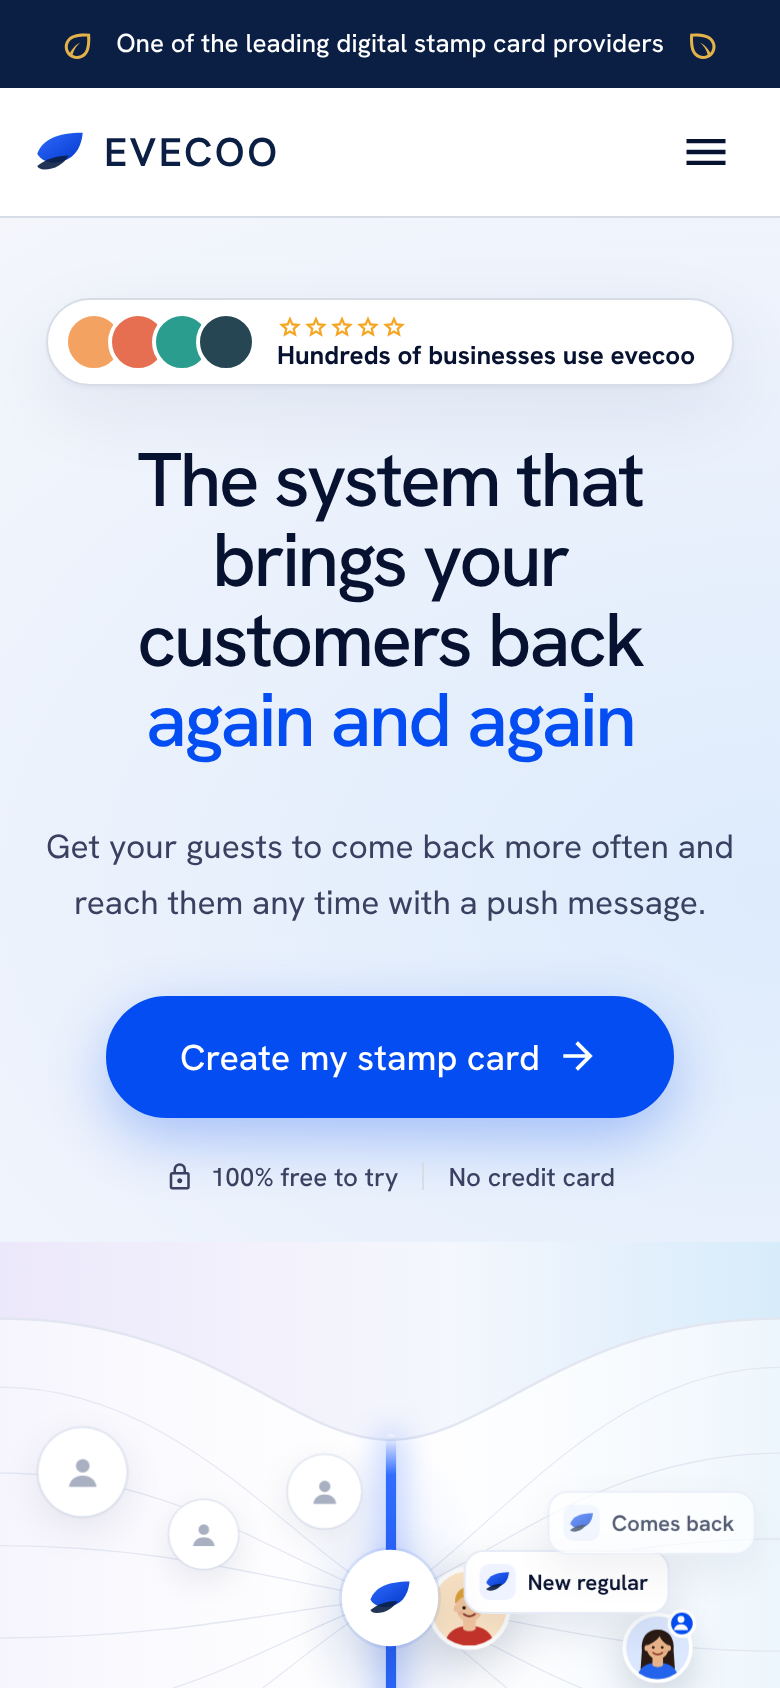 One of the leading digital stamp card providers
EVECOO
Hundreds of businesses use evecoo
The system that
brings your
customers back
again and again
Get your guests to come back more often and
reach them any time with a push message.
Create my stamp card
100% free to try
No credit card
Comes back
New regular